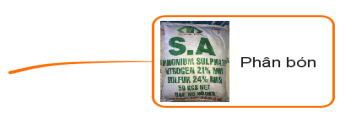 S.A
AMMONIUM SULPHATE
NITROGEN 21% MIN
SULFUR 24% MIN
50 KGS NET
Phân bón